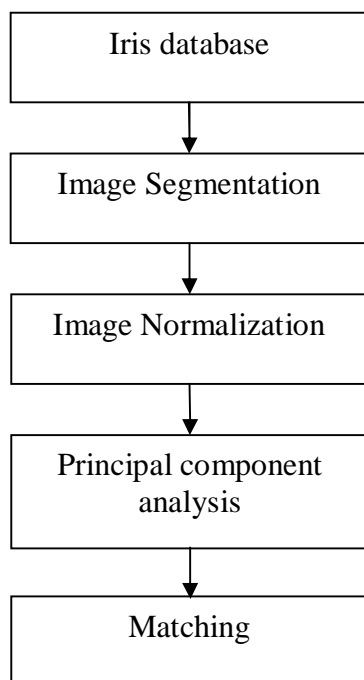 Iris database
Image Segmentation
Image Normalization
Principal component
analysis
Matching